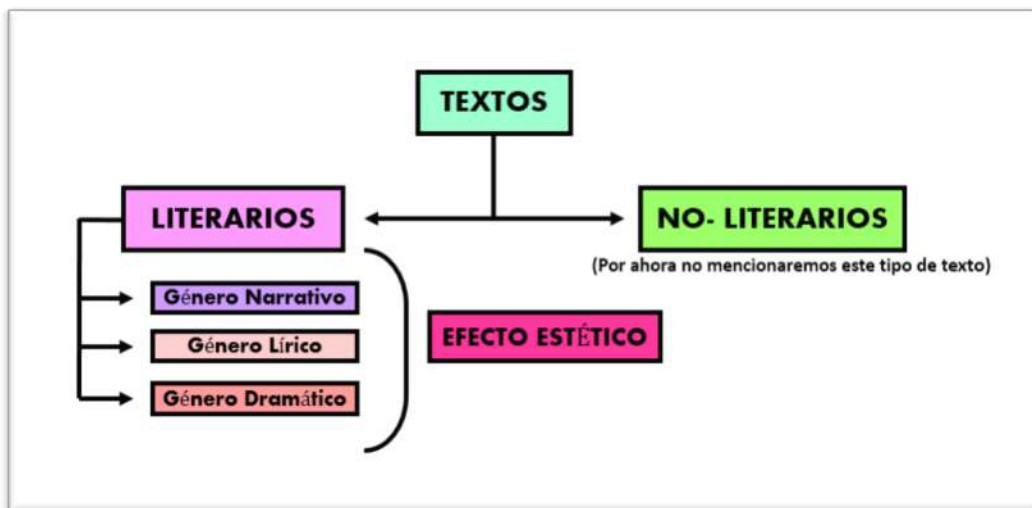 TEXTOS
LITERARIOS
NO- LITERARIOS
(Por ahora no mencionaremos este tipo de texto)
Género Narrativo
Género Lírico
Género Dramático
EFECTO ESTÉTICO